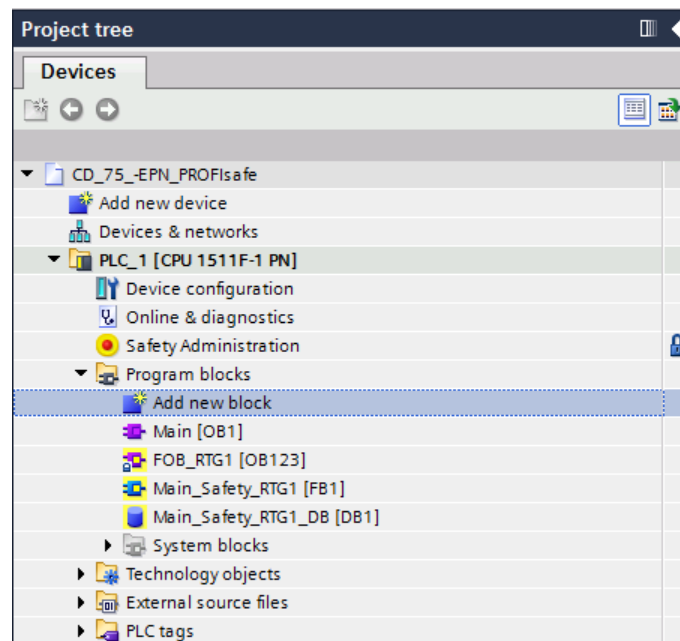 Project tree
Devices
CD_75_-EPN_PROFIsafe
Add new device
Devices & networks
PLC_1 [CPU 1511F-1 PN]
Device configuration
Online & diagnostics
Safety Administration
Program blocks
Add new block
Main [OB1]
FOB_RTG1 [OB123]
Main_Safety_RTG1 [FB1]
Main_Safety_RTG1_DB [DB1]
System blocks
Technology objects
External source files
PLC tags